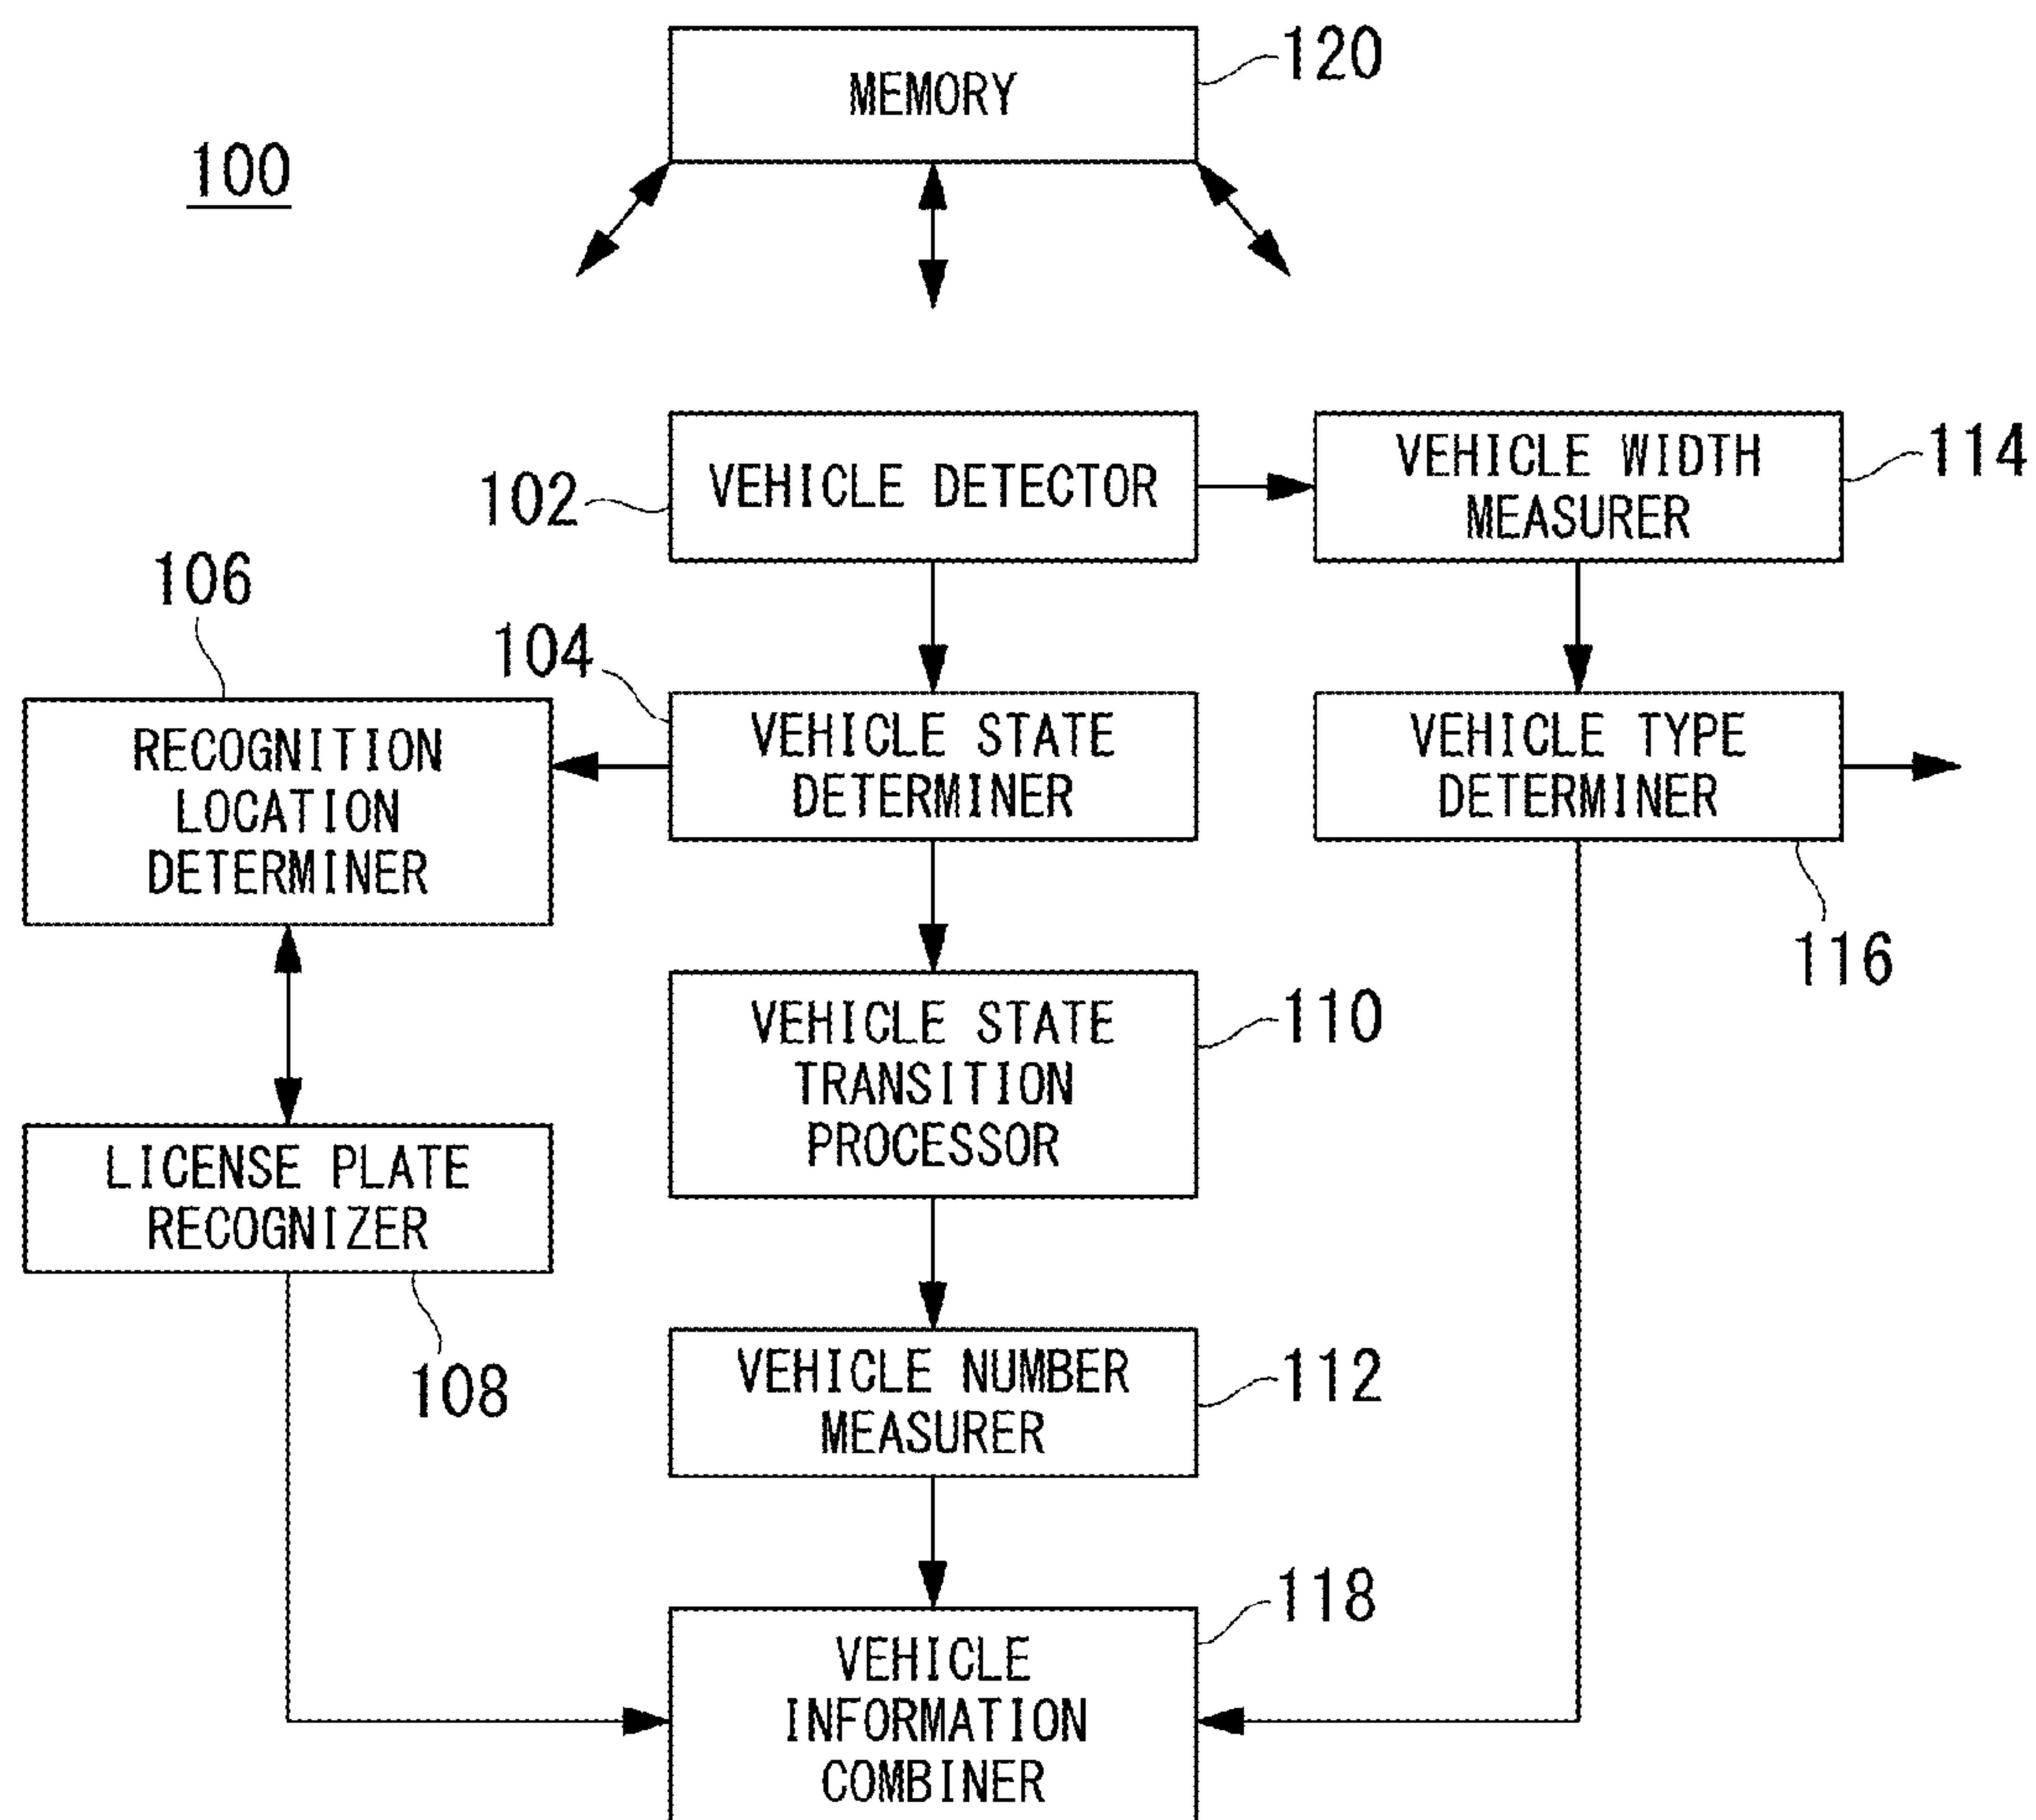 MEMORY
120
100
VEHICLE DETECTOR
102
VEHICLE WIDTH
MEASURER
114
106
104
RECOGNITION
LOCATION
DETERMINER
VEHICLE STATE
DETERMINER
VEHICLE TYPE
DETERMINER
116
VEHICLE STATE
TRANSITION
PROCESSOR
110
LICENSE PLATE
RECOGNIZER
108
VEHICLE NUMBER
MEASURER
112
118
VEHICLE
INFORMATION
COMBINER